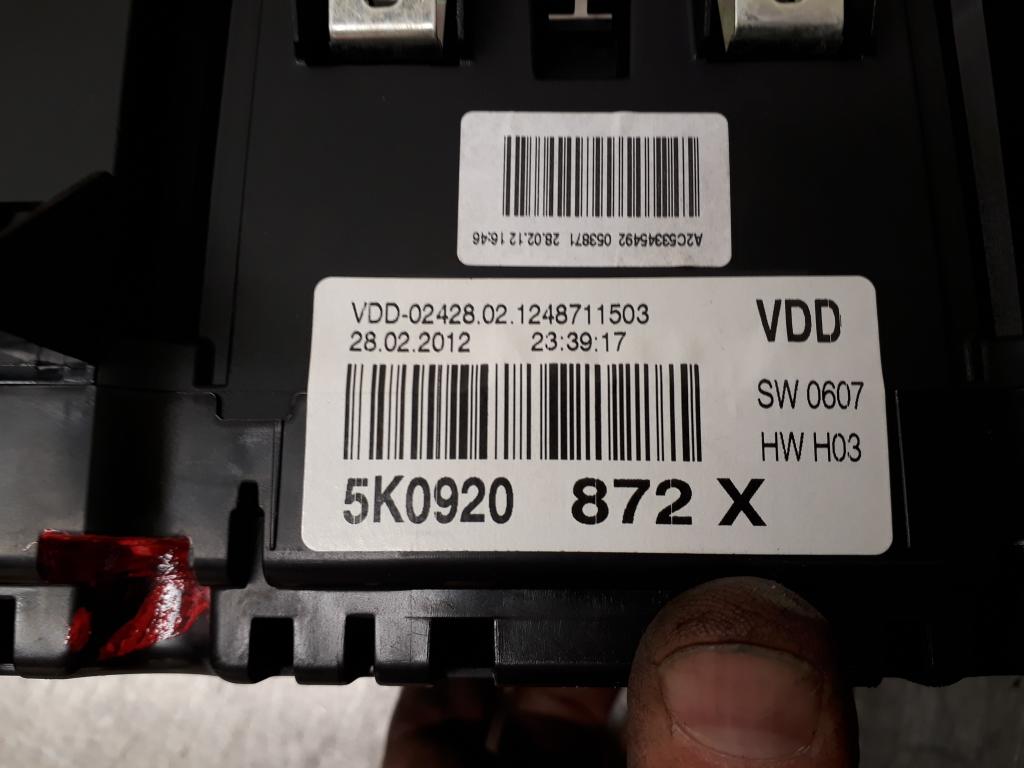 A2C53345492 053871 28.02.12 16:46
VDD-02428.02.1248711503
28.02.2012 23:39:17
VDD
SW 0607
HW H03
5K0920 872 X